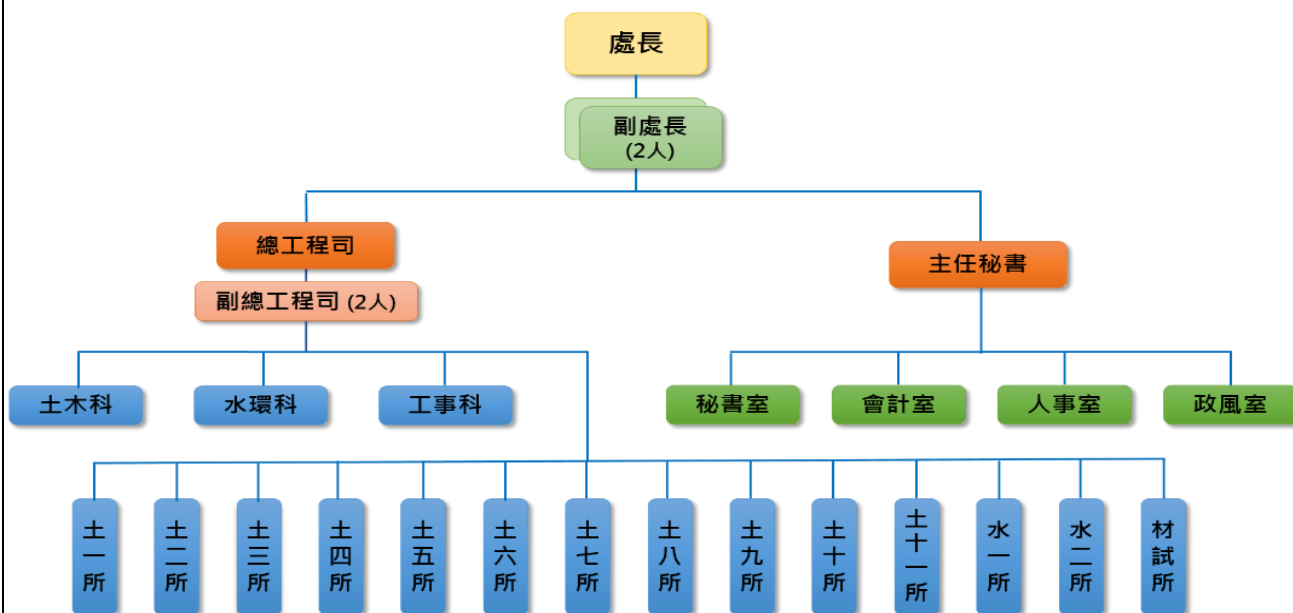 處長
副處長
(2人)
總工程司
主任秘書
副總工程司 (2人)
土木科
水環科
工事科
秘書室
會計室
人事室
政風室
土一所
土二所
土三所
土四所
土五所
土六所
土七所
土八所
土九所
土十所
土十一所
水一所
水二所
材試所